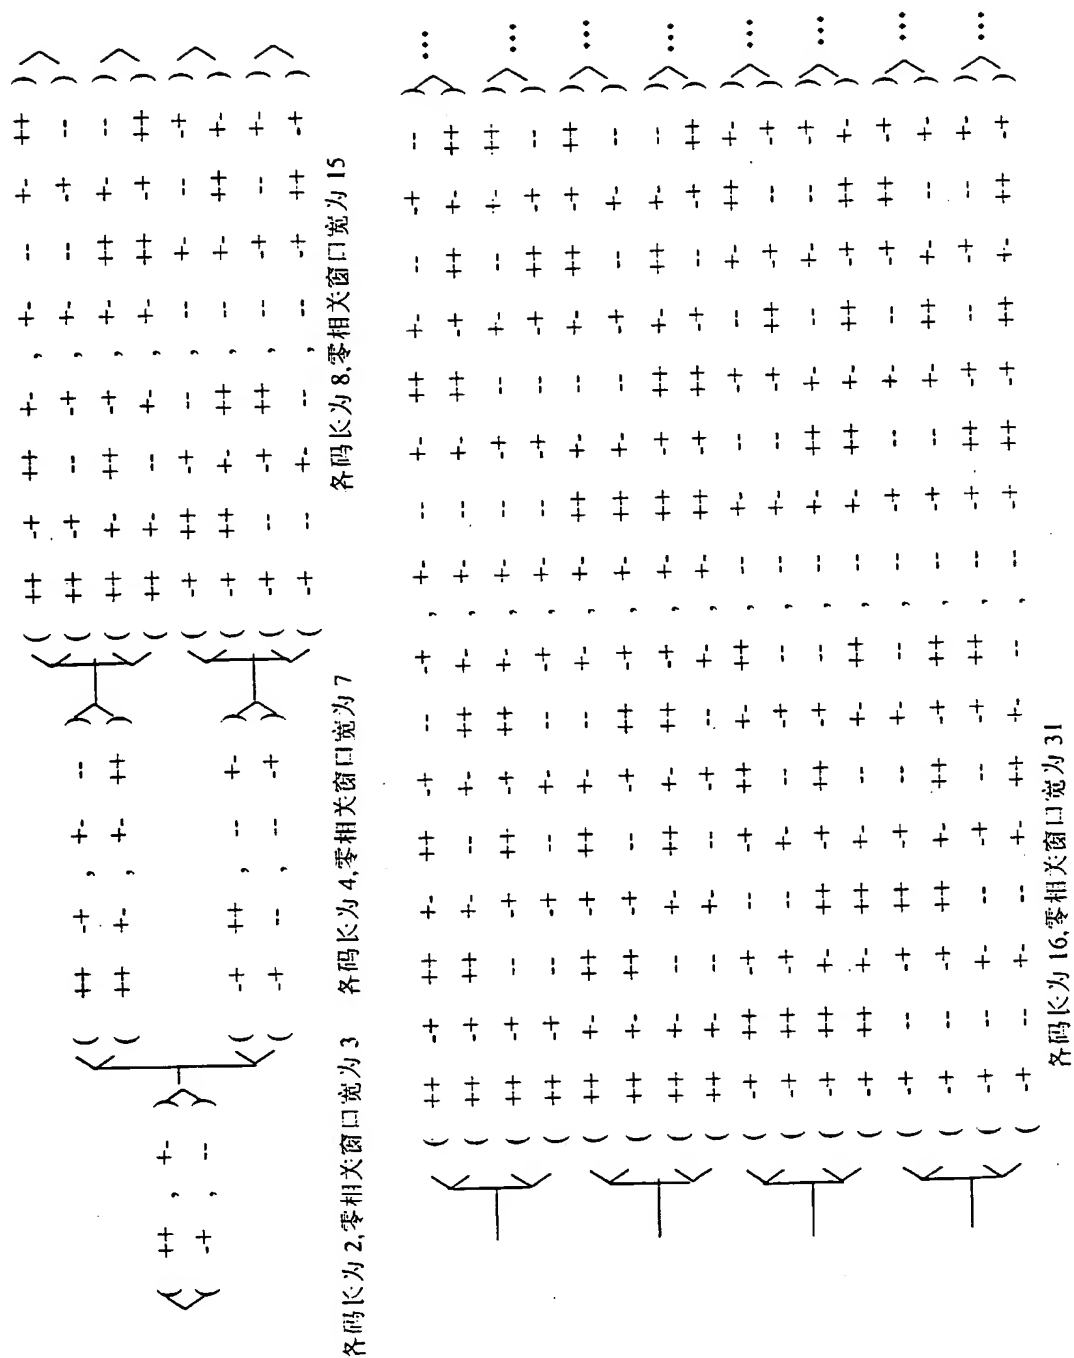 (++ , +-)
(-+ , --)
各码长为 2,零相关窗口宽为 3
(++ -+ , +- --)
(++ +- , +- ++)
(-+ ++ , -- +-)
(-+ -- , -- -+)
各码长为 4,零相关窗口宽为 7
(++ -+ ++ +- , +- -- +- ++)
(++ -+ -- -+ , +- -- -+ --)
(++ +- ++ -+ , +- ++ +- --)
(++ +- -- +- , +- ++ -+ ++)
(-+ ++ -+ -- , -- +- -- -+)
(-+ ++ +- ++ , -- +- ++ +-)
(-+ -- -+ ++ , -- -+ -- +-)
(-+ -- +- -- , -- -+ ++ -+)
各码长为 8,零相关窗口宽为 15
(++ -+ ++ +- ++ -+ -- -+ , +- -- +- ++ +- -- -+ --) ...
(++ -+ ++ +- -- +- ++ +- , +- -- +- ++ -+ ++ +- ++)
(++ -+ -- -+ ++ -+ ++ +- , +- -- -+ -- +- -- +- ++) ...
(++ -+ -- -+ -- +- -- -+ , +- -- -+ -- -+ ++ -+ --)
(++ +- ++ -+ ++ +- -- +- , +- ++ +- -- +- ++ -+ ++) ...
(++ +- ++ -+ -- -+ ++ -+ , +- ++ +- -- -+ -- +- --)
(++ +- -- +- ++ +- ++ -+ , +- ++ -+ ++ +- ++ +- --) ...
(++ +- -- +- -- -+ -- +- , +- ++ -+ ++ -+ -- -+ ++)
(-+ ++ -+ -- -+ ++ +- ++ , -- +- -- -+ -- +- ++ +-) ...
(-+ ++ -+ -- +- -- -+ -- , -- +- -- -+ ++ -+ -- -+)
(-+ ++ +- ++ -+ ++ -+ -- , -- +- ++ +- -- +- -- +-) ...
(-+ ++ +- ++ +- -- +- ++ , -- +- ++ +- ++ -+ ++ +-)
(-+ -- -+ ++ -+ -- +- -- , -- -+ -- +- -- -+ ++ -+) ...
(-+ -- -+ ++ +- ++ -+ ++ , -- -+ -- +- ++ +- -- +-)
(-+ -- +- -- -+ -- -+ ++ , -- -+ ++ -+ -- -+ -- +-) ...
(-+ -- +- -- +- ++ +- -- , -- -+ ++ -+ ++ +- ++ -+)
各码长为 16,零相关窗口宽为 31